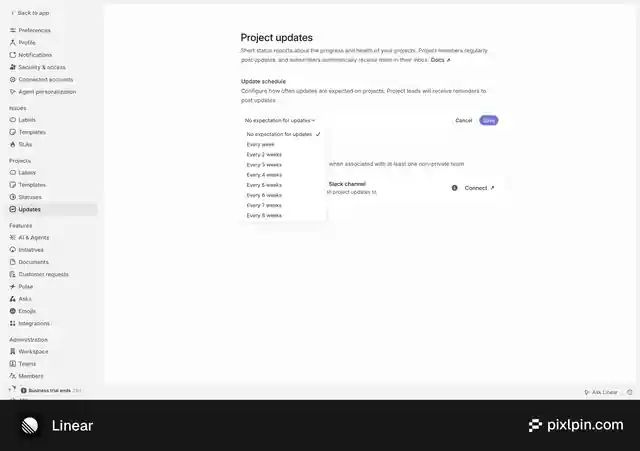 Back to app
Preferences
Profile
Notifications
Security & access
Connected accounts
Agent personalization
Issues
Labels
Templates
SLAs
Projects
Labels
Templates
Statuses
Updates
Features
AI & Agents
Initiatives
Documents
Customer requests
Pulse
Asks
Emojis
Integrations
Administration
Workspace
Teams
Members
Business trial ends
Project updates
Short status reports about the progress and health of your projects. Project members regularly
post updates, and subscribers automatically receive them in their inbox. Docs ↗
Update schedule
Configure how often updates are expected on projects. Project leads will receive reminders to
post updates
No expectation for updates
Cancel
Save
No expectation for updates ✓
Every week
Every 2 weeks
Every 3 weeks
Every 4 weeks
Every 5 weeks
Every 6 weeks
Every 7 weeks
Every 8 weeks
when associated with at least one non-private team
Slack channel
project updates to
Connect ↗
Ask Linear
Linear
pixlpin.com